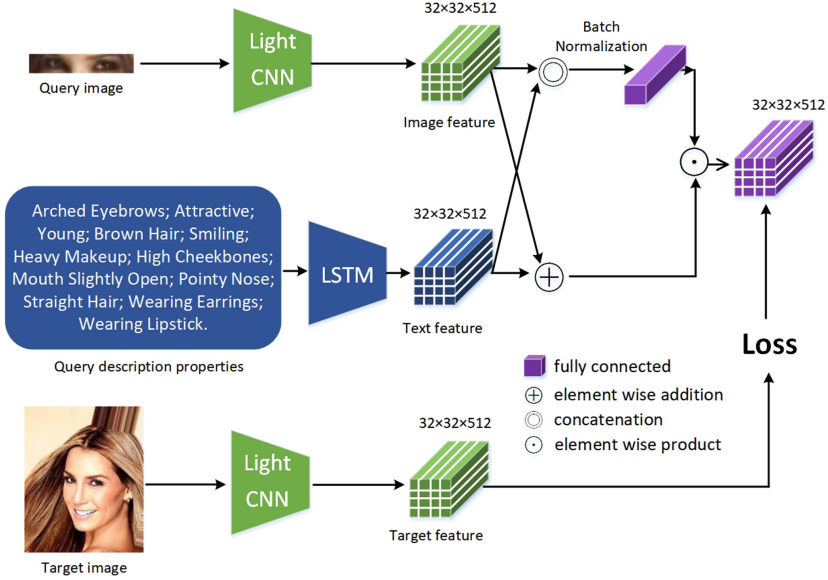 32×32×512
Light
CNN
Query image
Image feature
Batch
Normalization
32×32×512
Arched Eyebrows; Attractive;
Young; Brown Hair; Smiling;
Heavy Makeup; High Cheekbones;
Mouth Slightly Open; Pointy Nose;
Straight Hair; Wearing Earrings;
Wearing Lipstick.
Query description properties
LSTM
32×32×512
Text feature
Loss
fully connected
element wise addition
concatenation
element wise product
Light
CNN
32×32×512
Target feature
Target image